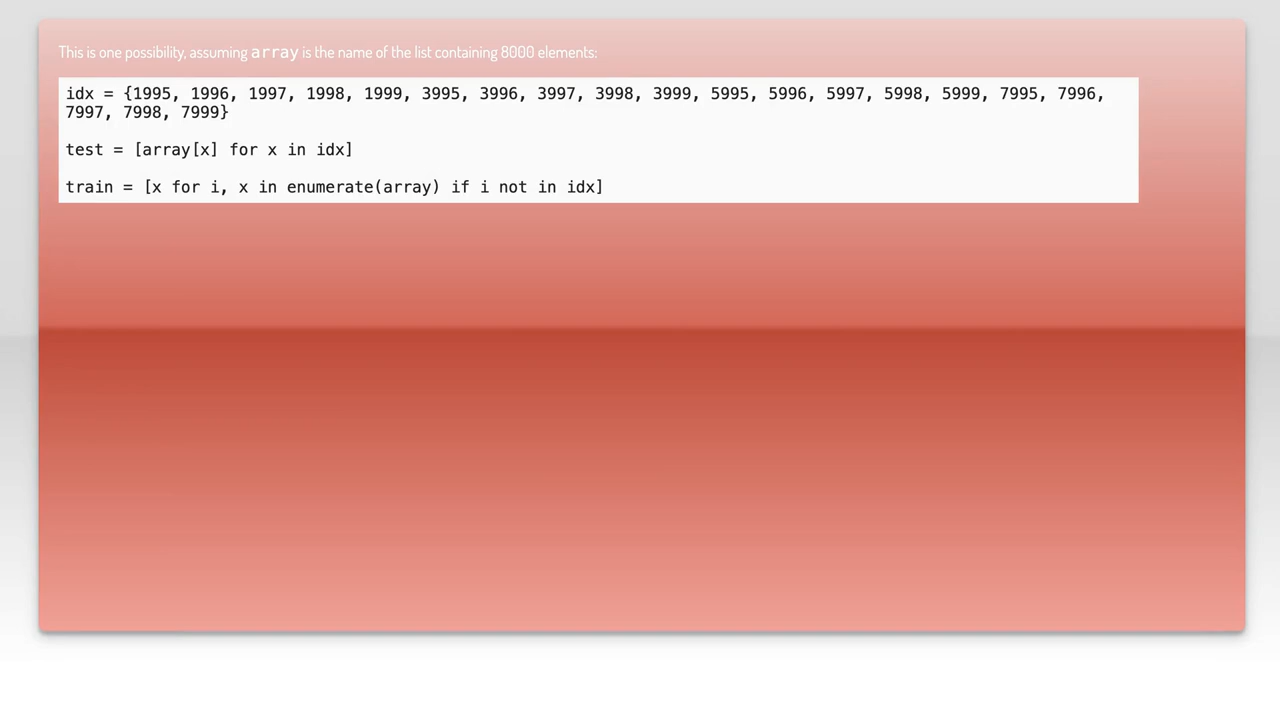 This is one possibility, assuming array is the name of the list containing 8000 elements:
idx = {1995, 1996, 1997, 1998, 1999, 3995, 3996, 3997, 3998, 3999, 5995, 5996, 5997, 5998, 5999, 7995, 7996,
7997, 7998, 7999}
test = [array[x] for x in idx]
train = [x for i, x in enumerate(array) if i not in idx]